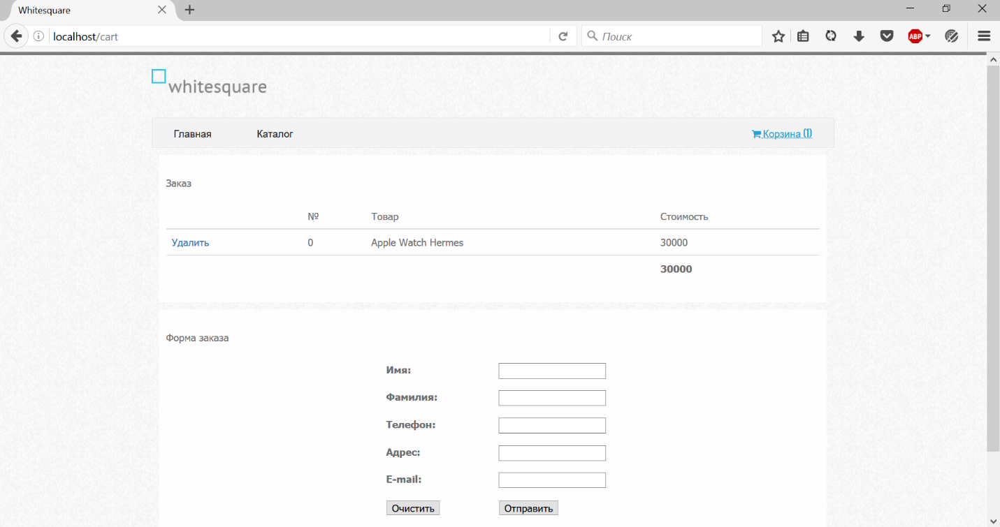 Whitesquare
localhost/cart
Поиск
ABP
whitesquare
Главная Каталог Корзина (1)
Заказ
№ Товар Стоимость
Удалить 0 Apple Watch Hermes 30000
30000
Форма заказа
Имя:
Фамилия:
Телефон:
Адрес:
E-mail:
Очистить Отправить